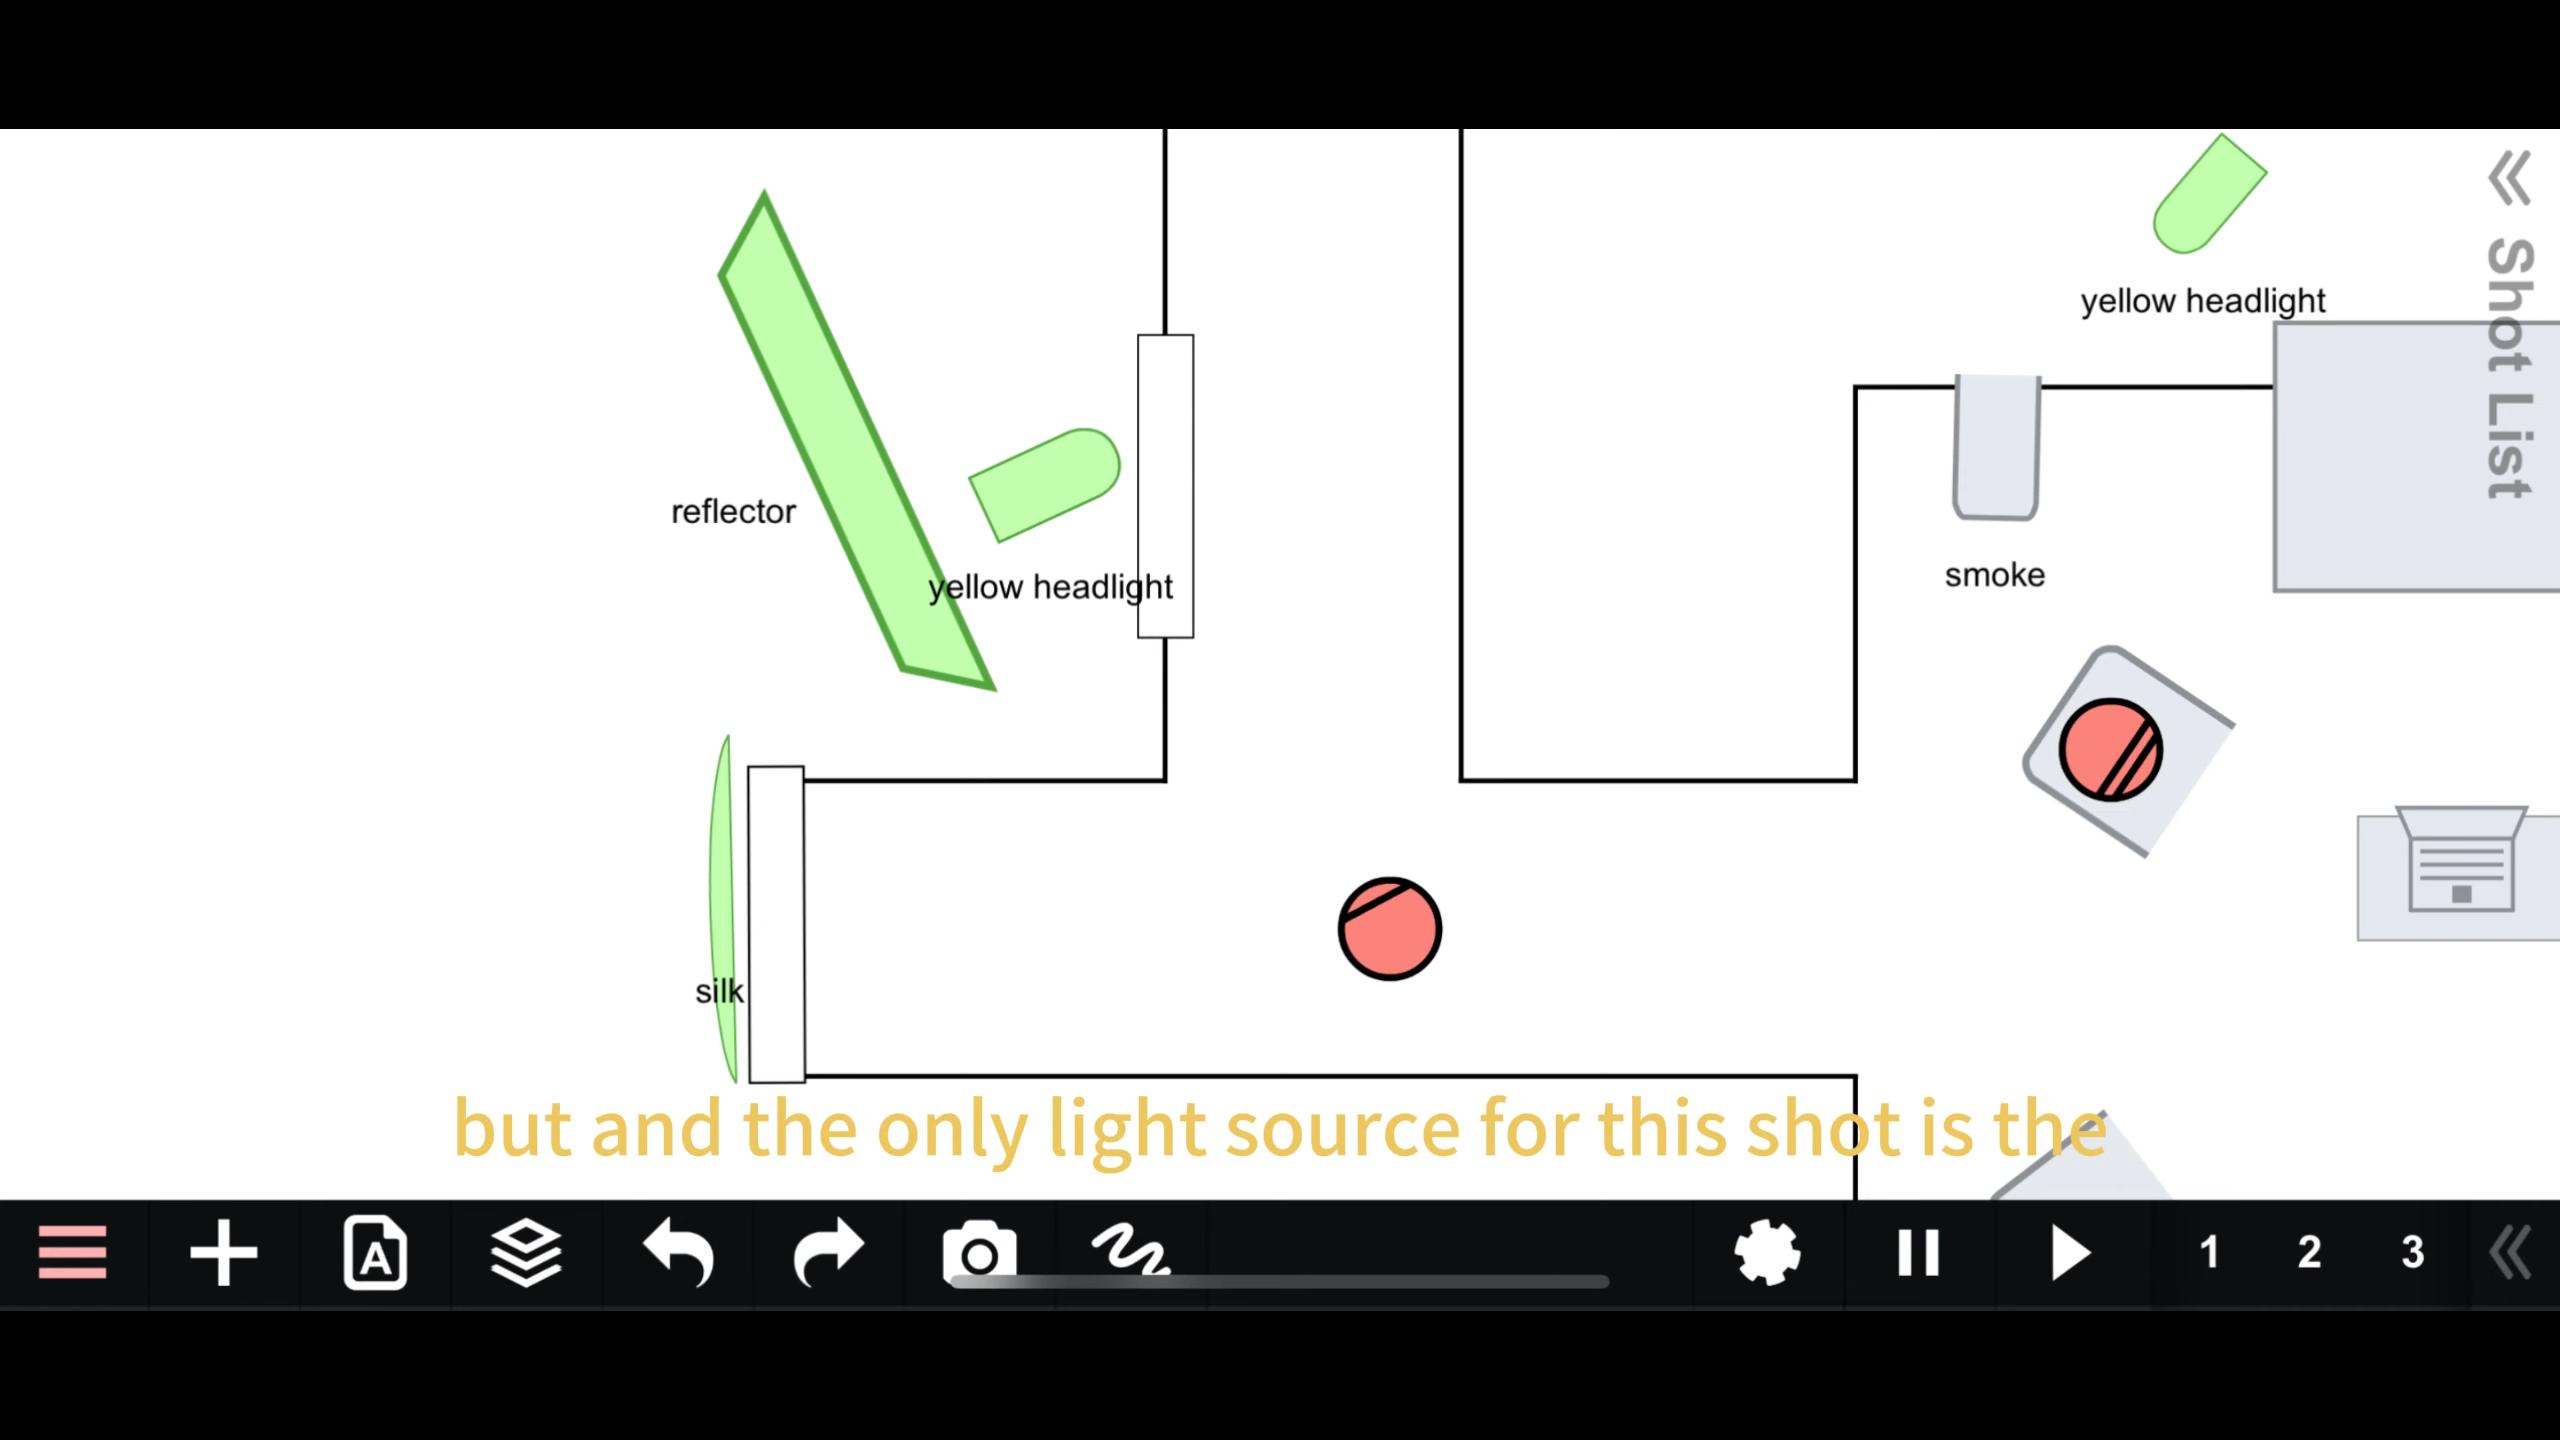 yellow headlight
Shot List
reflector
yellow headlight
smoke
silk
but and the only light source for this shot is the
A
1 2 3